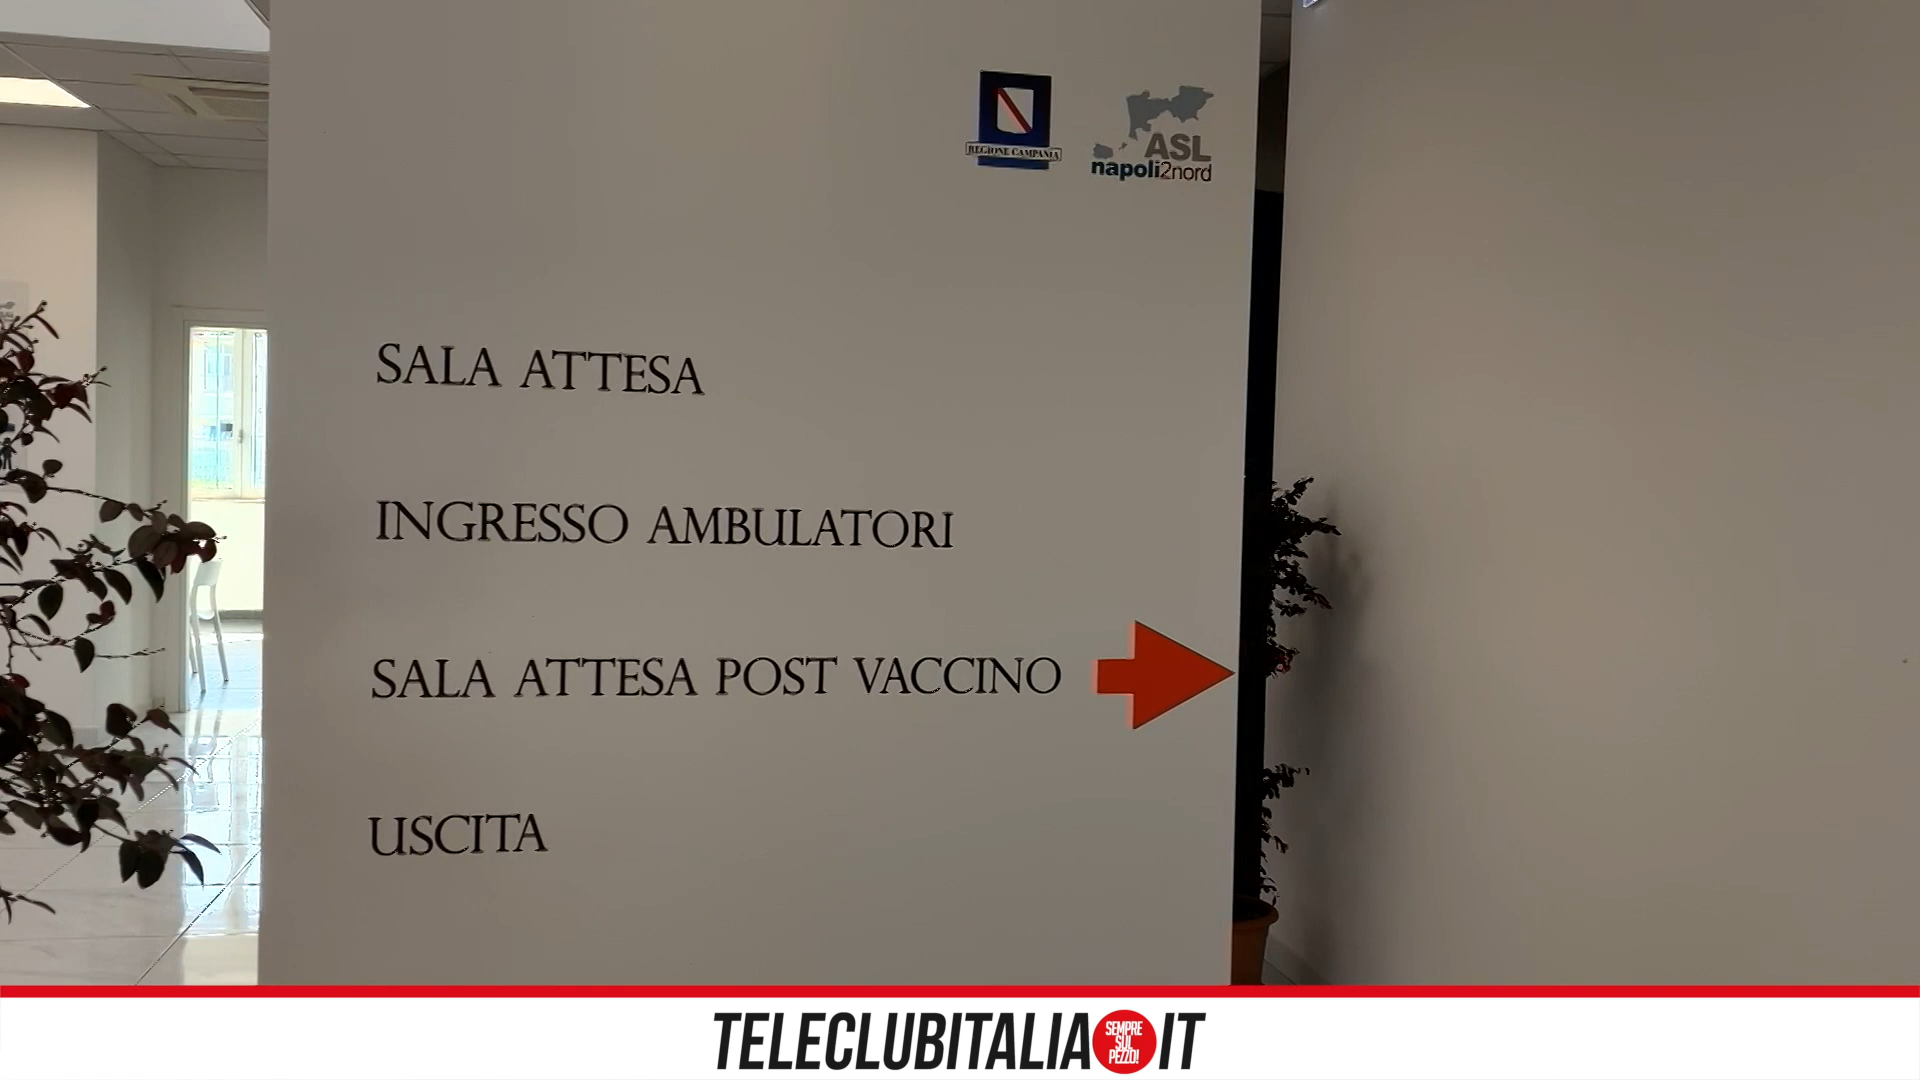 REGIONE CAMPANIA
ASL
napoli2nord
SALA ATTESA
INGRESSO AMBULATORI
SALA ATTESA POST VACCINO
USCITA
TELECLUBITALIA.IT
SEMPRE
SUL
PEZZO!